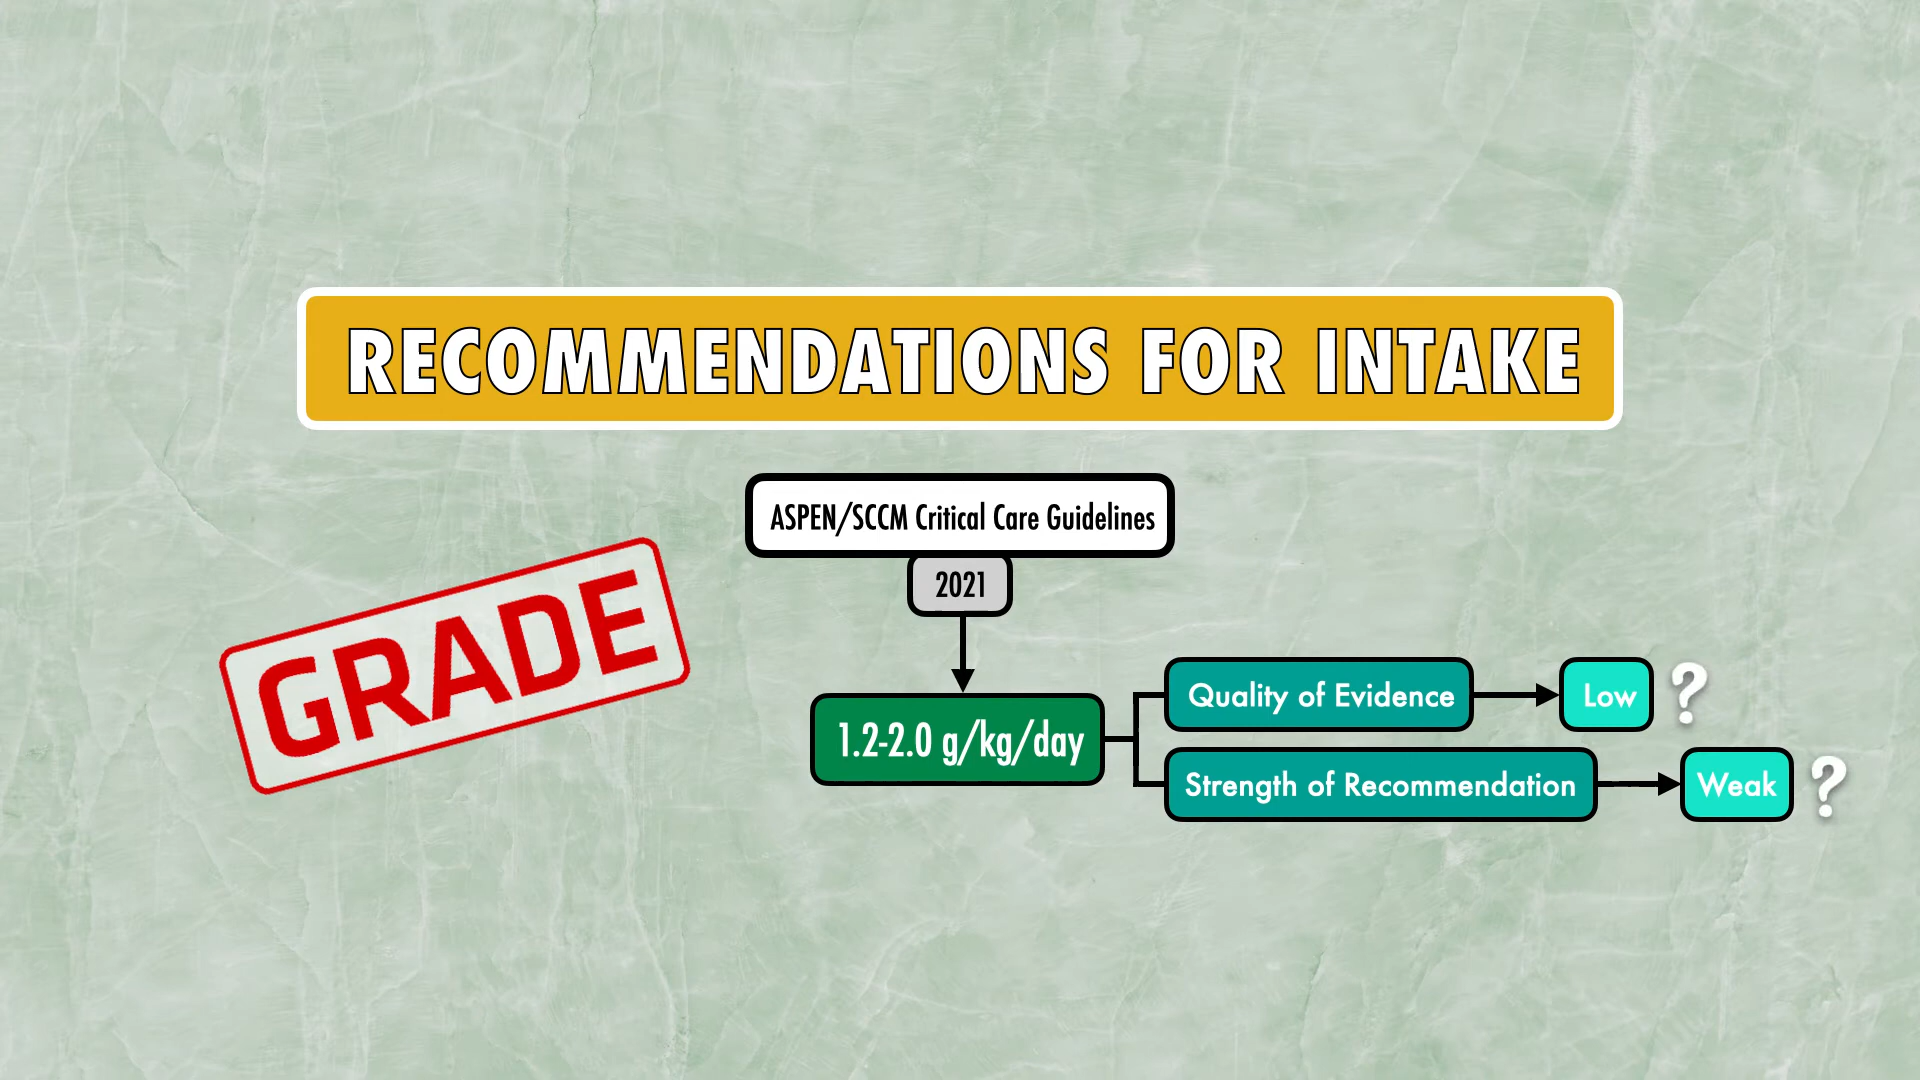 RECOMMENDATIONS FOR INTAKE
ASPEN/SCCM Critical Care Guidelines
2021
GRADE
1.2-2.0 g/kg/day
Quality of Evidence
Low
?
Strength of Recommendation
Weak
?